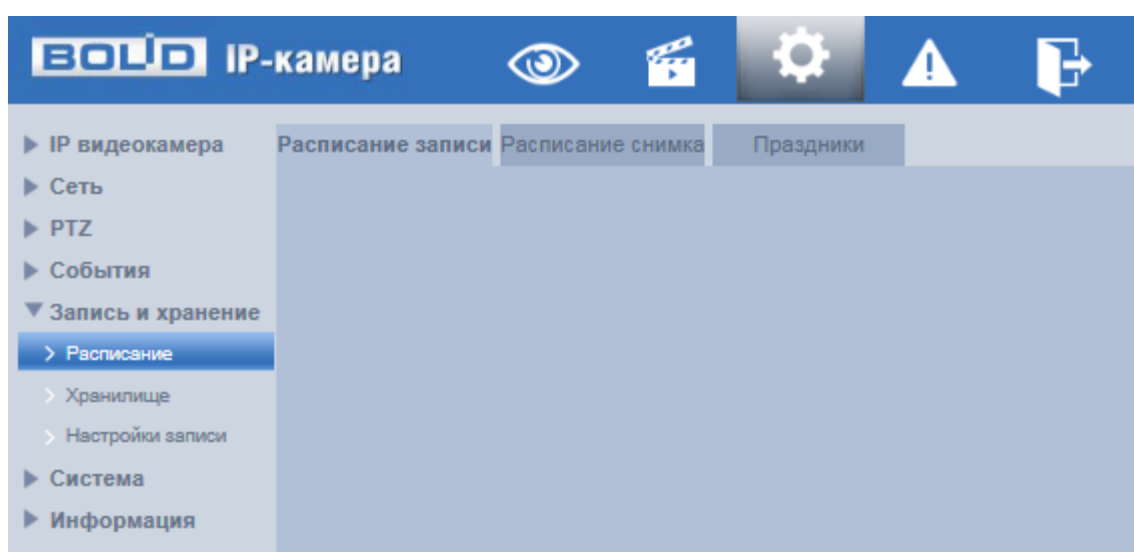 BOLID IP-камера
Расписание записи Расписание снимка Праздники
IP видеокамера
Сеть
PTZ
События
Запись и хранение
Расписание
Хранилище
Настройки записи
Система
Информация